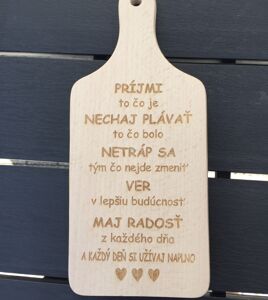 PRÍJMI
to čo je
NECHAJ PLÁVAŤ
to čo bolo
NETRÁP SA
tým čo nejde zmeniť
VER
v lepšiu budúcnosť
MAJ RADOSŤ
z každého dňa
A KAŽDÝ DEŇ SI UŽÍVAJ NAPLNO